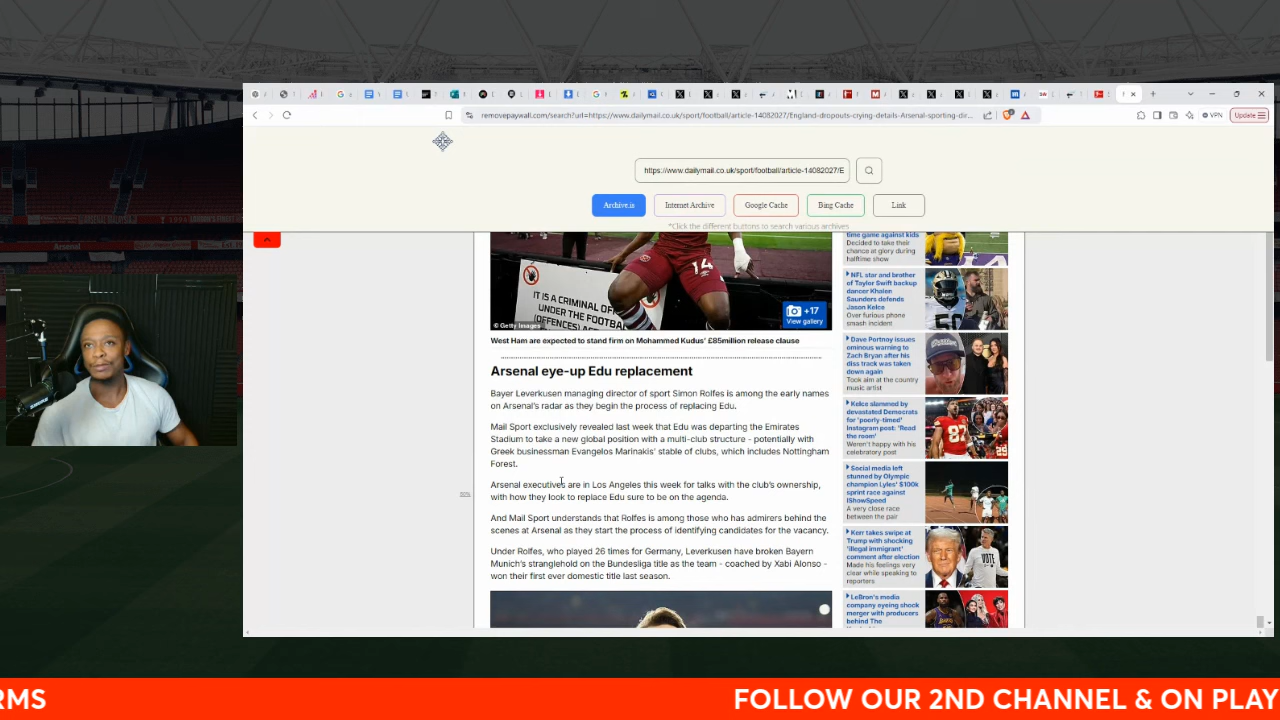 removepaywall.com/search?url=https://www.dailymail.co.uk/sport/football/article-14082027/England-dropouts-crying-details-Arsenal-sporting-dir...
VPN
Update
https://www.dailymail.co.uk/sport/football/article-14082027/E
Archive.is
Internet Archive
Google Cache
Bing Cache
Link
*Click the different buttons to search various archives
14
IT IS A CRIMINAL OF
UNDER THE FOOTBA
(OFFENCES)
+17
View gallery
© Getty Images
West Ham are expected to stand firm on Mohammed Kudus' £85million release clause
Arsenal eye-up Edu replacement
Bayer Leverkusen managing director of sport Simon Rolfes is among the early names
on Arsenal's radar as they begin the process of replacing Edu.
Mail Sport exclusively revealed last week that Edu was departing the Emirates
Stadium to take a new global position with a multi-club structure - potentially with
Greek businessman Evangelos Marinakis' stable of clubs, which includes Nottingham
Forest.
Arsenal executives are in Los Angeles this week for talks with the club's ownership,
with how they look to replace Edu sure to be on the agenda.
And Mail Sport understands that Rolfes is among those who has admirers behind the
scenes at Arsenal as they start the process of identifying candidates for the vacancy.
Under Rolfes, who played 26 times for Germany, Leverkusen have broken Bayern
Munich's stranglehold on the Bundesliga title as the team - coached by Xabi Alonso -
won their first ever domestic title last season.
time game against kids
Decided to take their
chance at glory during
halftime show
NFL star and brother
of Taylor Swift backup
dancer Khalen
Saunders defends
Jason Kelce
Over furious phone
smash incident
Dave Portnoy issues
ominous warning to
Zach Bryan after his
diss track was taken
down again
Took aim at the country
music artist
Kelce slammed by
devastated Democrats
for 'poorly-timed'
Instagram post: 'Read
the room'
Weren't happy with his
celebratory post
87
Social media left
stunned by Olympic
champion Lyles' $100k
sprint race against
IShowSpeed
A very close race
between the pair
Kerr takes swipe at
Trump with shocking
'illegal immigrant'
comment after election
Made his feelings very
clear while speaking to
reporters
VOTE
LeBron's media
company eyeing shock
merger with producers
behind The
RMS
FOLLOW OUR 2ND CHANNEL & ON PLAY